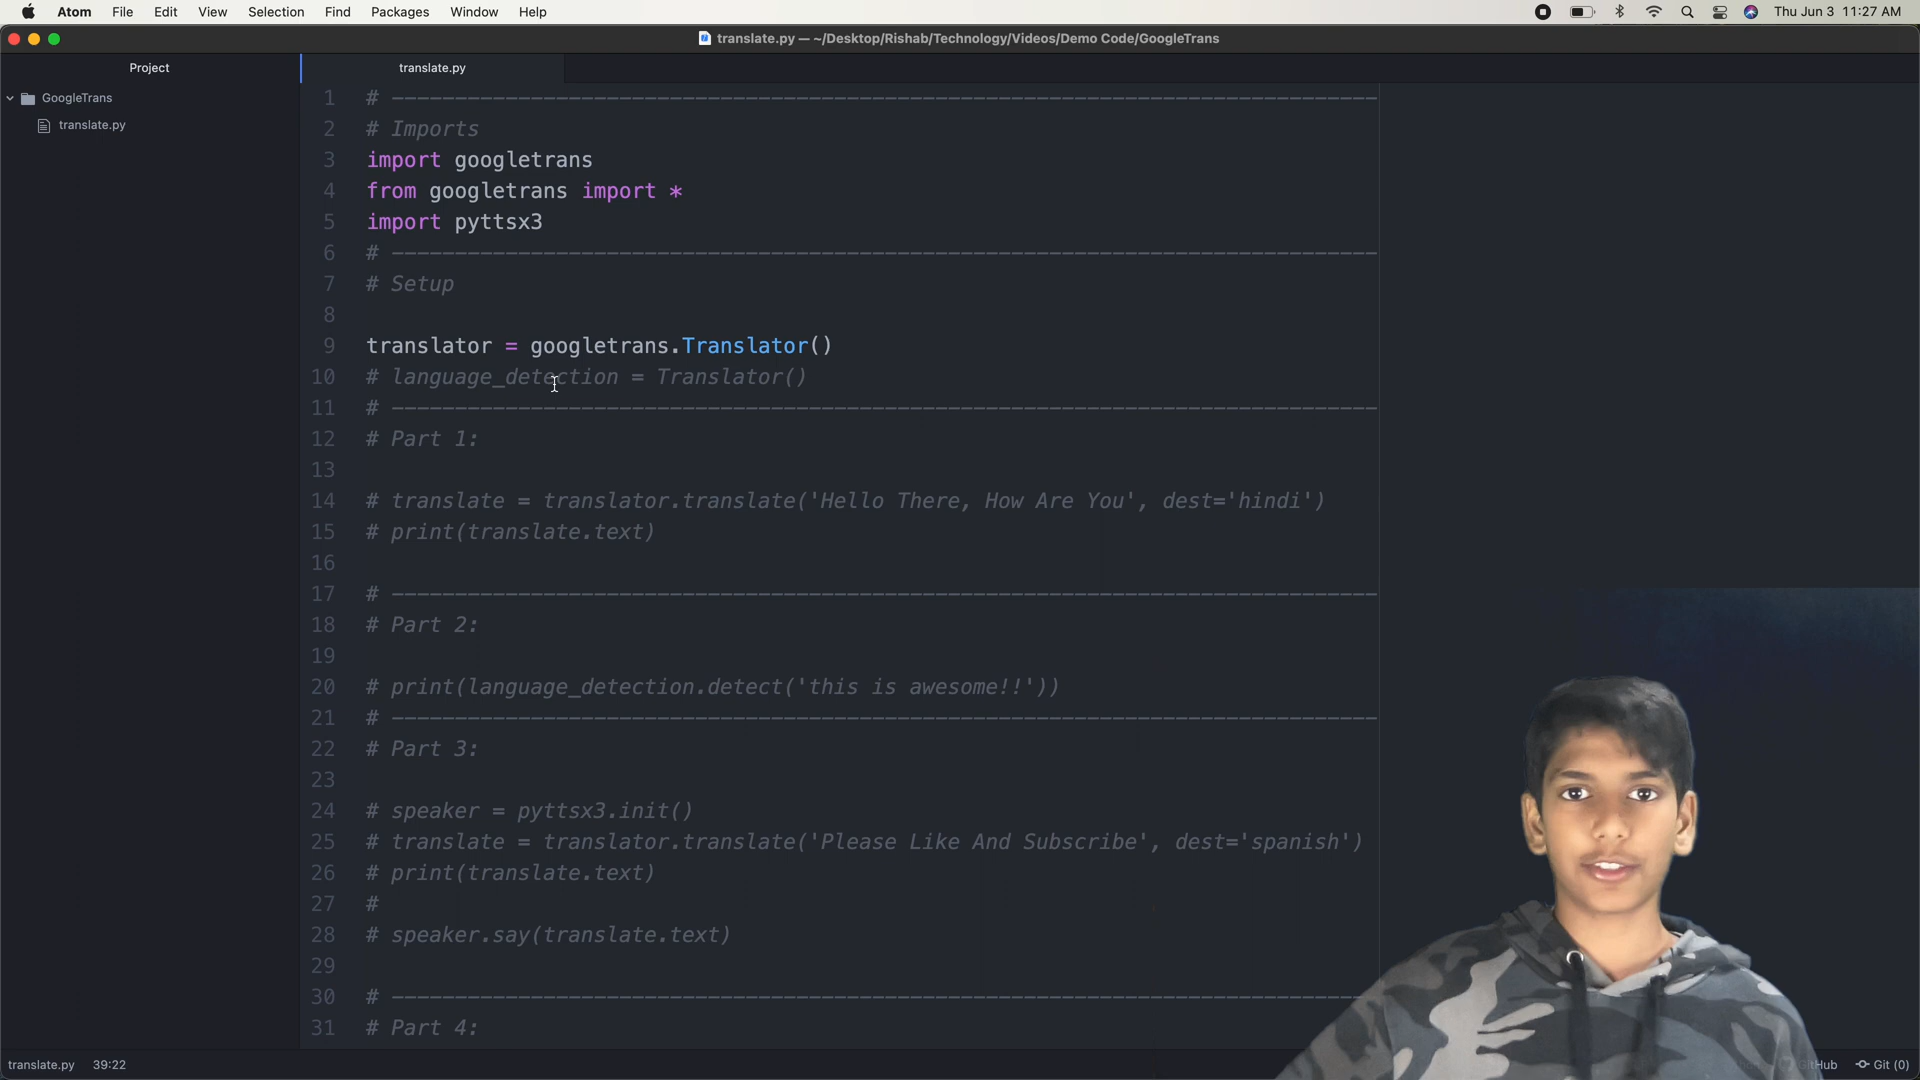 Atom File Edit View Selection Find Packages Window Help Thu Jun 3 11:27 AM
translate.py — ~/Desktop/Rishab/Technology/Videos/Demo Code/GoogleTrans
Project translate.py
GoogleTrans
translate.py
1 # ------------------------------------------------------------------------------
2 # Imports
3 import googletrans
4 from googletrans import *
5 import pyttsx3
6 # ------------------------------------------------------------------------------
7 # Setup
8
9 translator = googletrans.Translator()
10 # language_detection = Translator()
11 # ------------------------------------------------------------------------------
12 # Part 1:
13
14 # translate = translator.translate('Hello There, How Are You', dest='hindi')
15 # print(translate.text)
16
17 # ------------------------------------------------------------------------------
18 # Part 2:
19
20 # print(language_detection.detect('this is awesome!!'))
21 # ------------------------------------------------------------------------------
22 # Part 3:
23
24 # speaker = pyttsx3.init()
25 # translate = translator.translate('Please Like And Subscribe', dest='spanish')
26 # print(translate.text)
27 #
28 # speaker.say(translate.text)
29
30 # ------------------------------------------------------------------------------
31 # Part 4:
translate.py 39:22 Git (0)